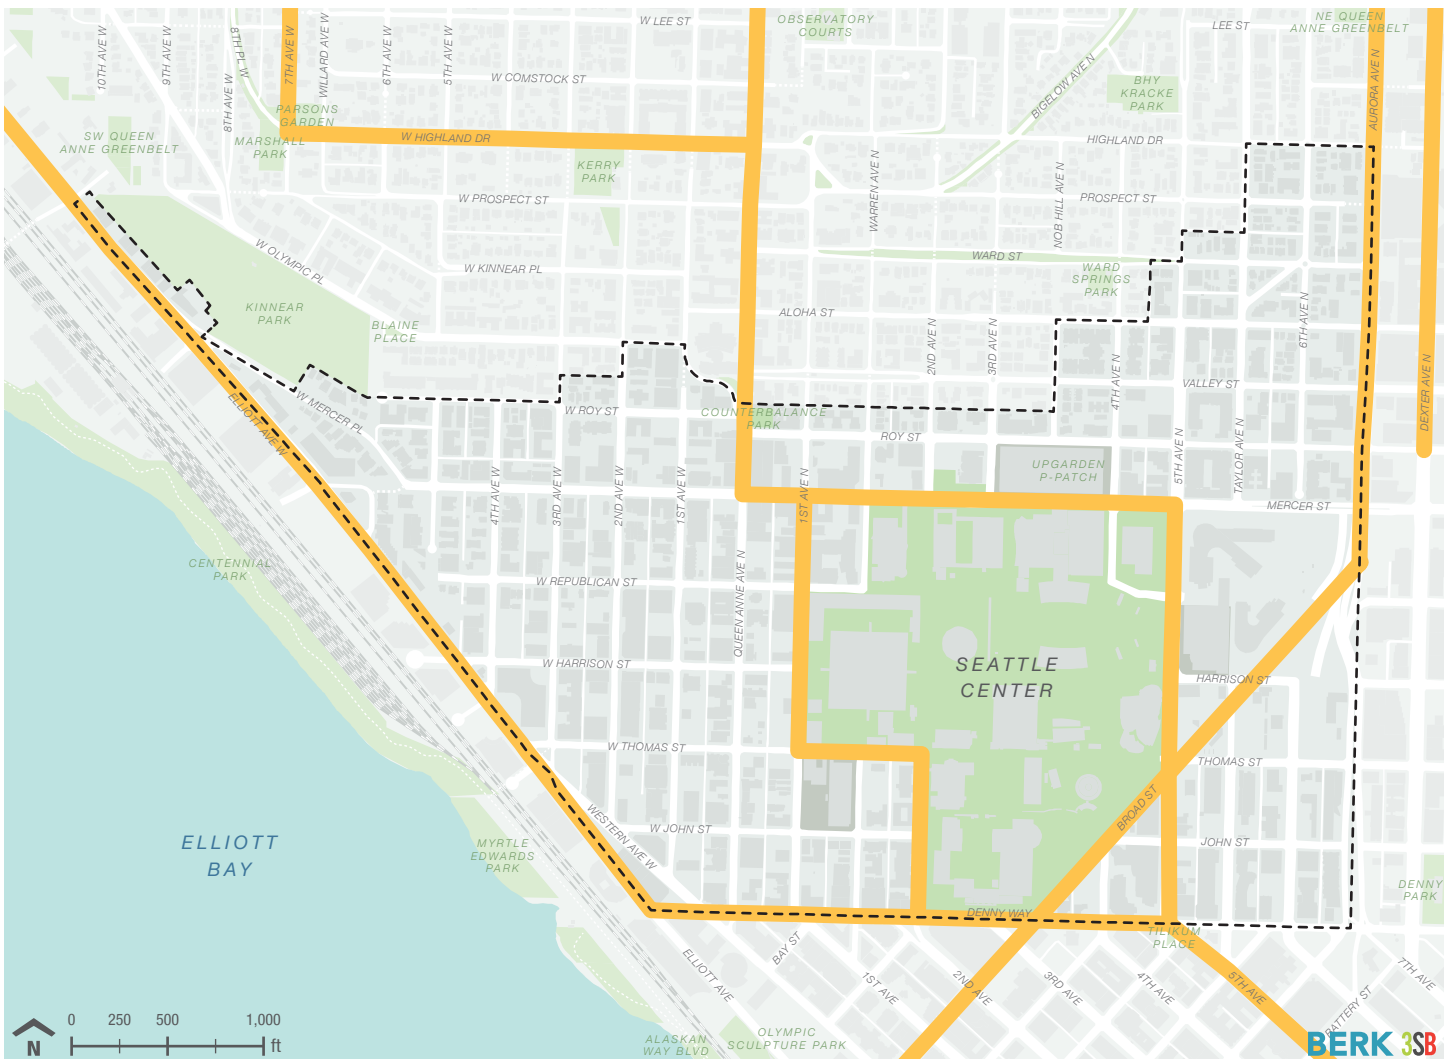 W LEE ST
OBSERVATORY
COURTS
LEE ST
NE QUEEN
ANNE GREENBELT
10TH AVE W
9TH AVE W
8TH PL W
8TH AVE W
7TH AVE W
WILLARD AVE W
6TH AVE W
5TH AVE W
W COMSTOCK ST
BIGELOW AVE N
BHY
KRACKE
PARK
AURORA AVE N
PARSONS
GARDEN
SW QUEEN
ANNE GREENBELT
MARSHALL
PARK
W HIGHLAND DR
HIGHLAND DR
KERRY
PARK
WARREN AVE N
NOB HILL AVE N
W PROSPECT ST
PROSPECT ST
W OLYMPIC PL
W KINNEAR PL
WARD ST
WARD
SPRINGS
PARK
KINNEAR
PARK
BLAINE
PLACE
ALOHA ST
2ND AVE N
3RD AVE N
4TH AVE N
6TH AVE N
DEXTER AVE N
VALLEY ST
ELLIOTT AVE W
W MERCER PL
W ROY ST
COUNTERBALANCE
PARK
ROY ST
UPGARDEN
P-PATCH
5TH AVE N
TAYLOR AVE N
4TH AVE W
3RD AVE W
2ND AVE W
1ST AVE W
1ST AVE N
MERCER ST
CENTENNIAL
PARK
W REPUBLICAN ST
QUEEN ANNE AVE N
W HARRISON ST
SEATTLE
CENTER
HARRISON ST
W THOMAS ST
THOMAS ST
WESTERN AVE W
W JOHN ST
BROAD ST
JOHN ST
ELLIOTT
BAY
MYRTLE
EDWARDS
PARK
DENNY
PARK
DENNY WAY
TILIKUM
PLACE
ELLIOTT AVE
BAY ST
1ST AVE
2ND AVE
3RD AVE
4TH AVE
5TH AVE
7TH AVE
BATTERY ST
0 250 500 1,000
ft
N
ALASKAN
WAY BLVD
OLYMPIC
SCULPTURE PARK
BERK 3SB